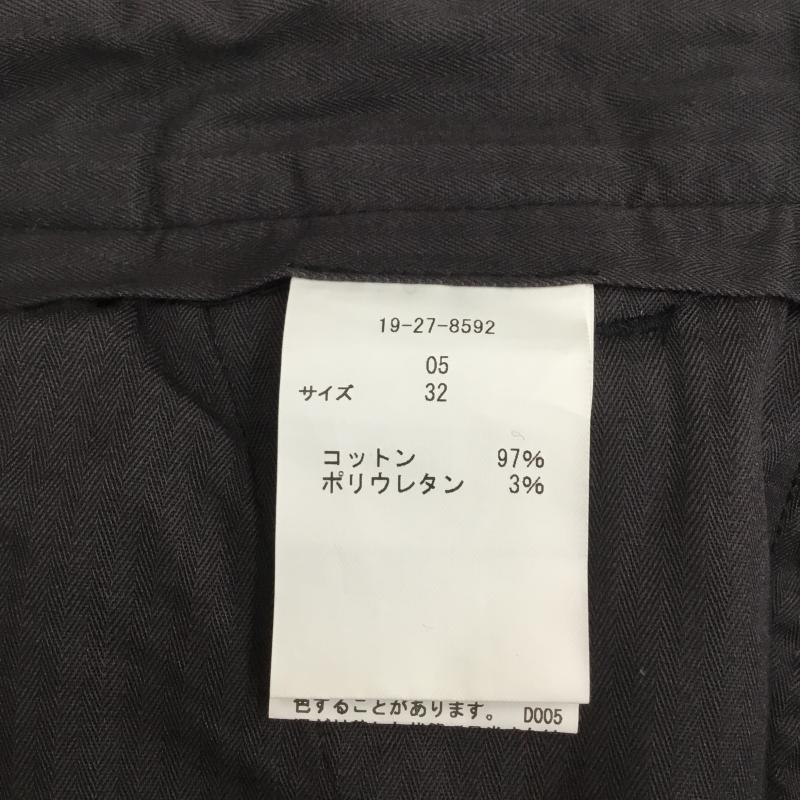 19-27-8592
05
サイズ 32
コットン 97%
ポリウレタン 3%
色することがあります。 D005